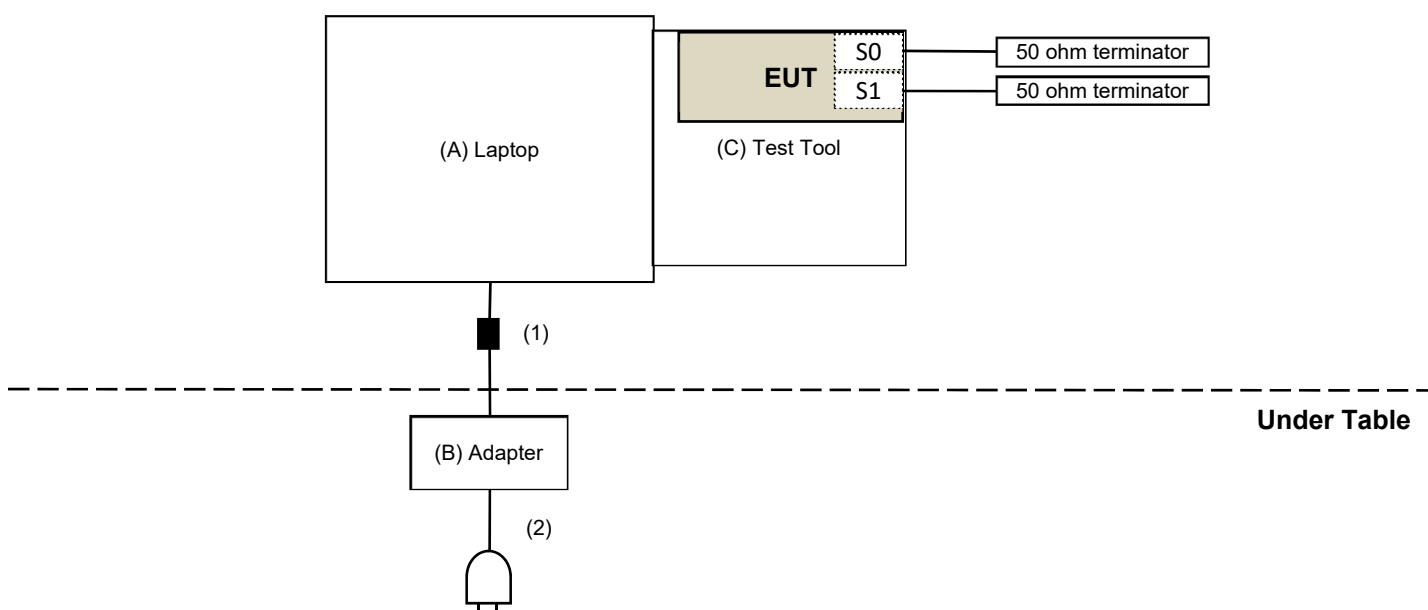 S0
50 ohm terminator
EUT
S1
50 ohm terminator
(A) Laptop
(C) Test Tool
(1)
Under Table
(B) Adapter
(2)